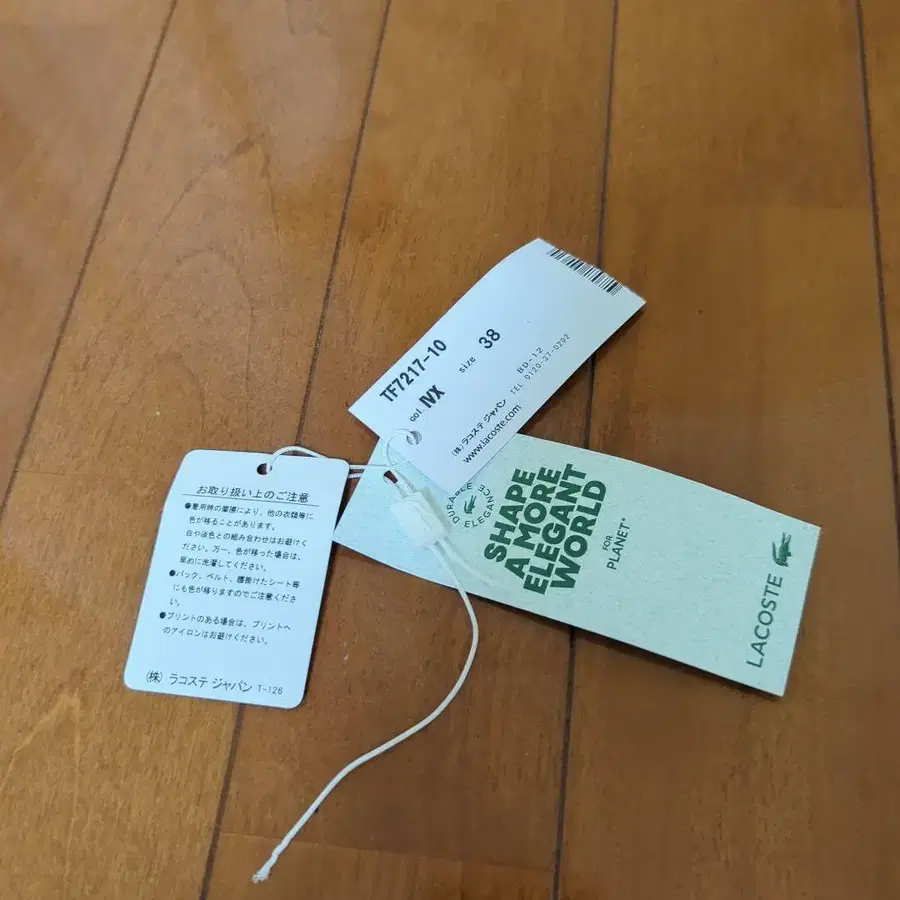 お取り扱い上のご注意
●着用時の摩擦により、他の衣類等に
色が移ることがあります。
白や淡色との組み合わせはお避けく
ださい。万一、色が移った場合は、
早めに洗濯してください。
●バック、ベルト、腰掛けたシート等
にも色が移りますのでご注意くださ
い。
●プリントのある場合は、プリントへ
のアイロンはお避けください。
(株) ラコステ ジャパン T-126
TF7217-10
col. IVX size 38
BD-12
(株) ラコステ ジャパン TEL 0120-37-0202
www.lacoste.com
DURABLE
ELEGANCE
SHAPE
A MORE
ELEGANT
WORLD
FOR
PLANET*
LACOSTE